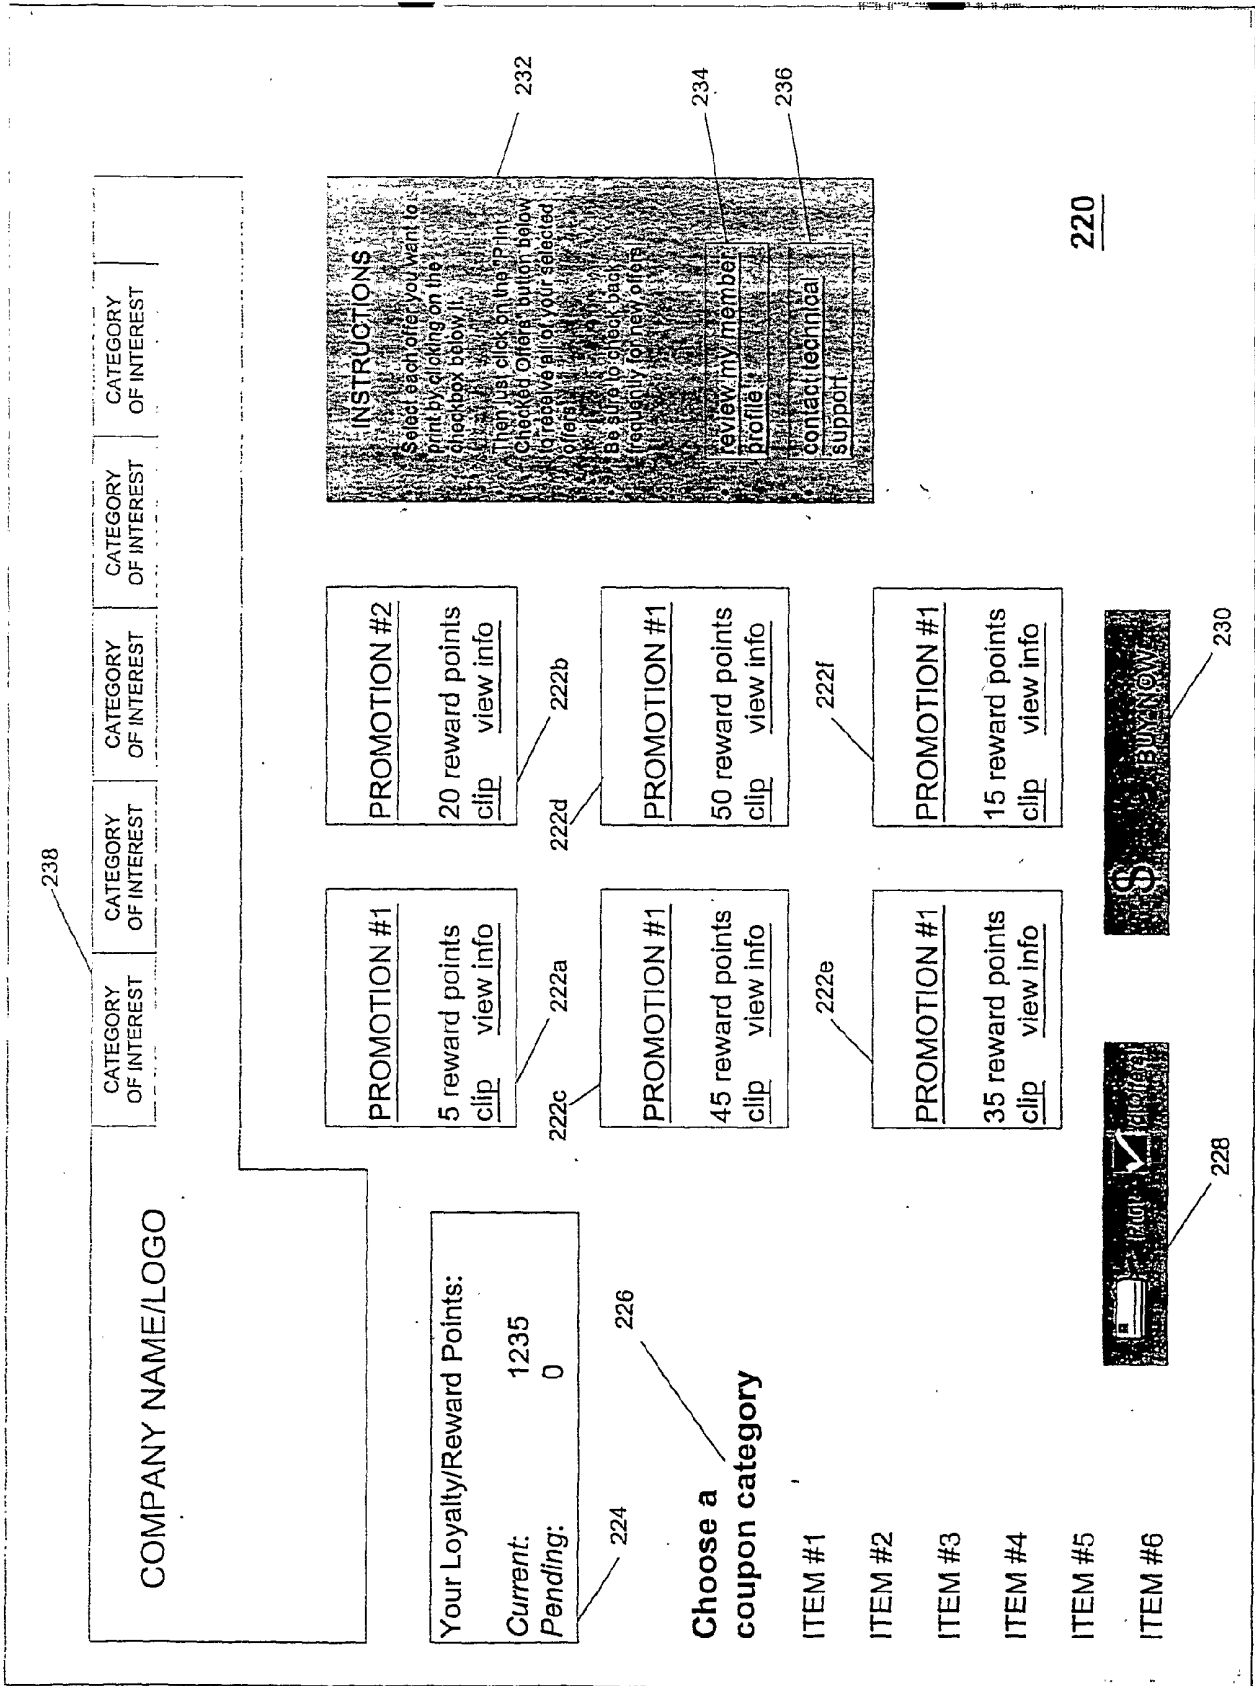 238
CATEGORY
OF INTEREST
CATEGORY
OF INTEREST
CATEGORY
OF INTEREST
CATEGORY
OF INTEREST
CATEGORY
OF INTEREST
COMPANY NAME/LOGO
Your Loyalty/Reward Points:
Current: 1235
Pending: 0
224
226
Choose a
coupon category
ITEM #1
ITEM #2
ITEM #3
ITEM #4
ITEM #5
ITEM #6
PROMOTION #1
5 reward points
clip view info
222a
PROMOTION #2
20 reward points
clip view info
222b
222c
PROMOTION #1
45 reward points
clip view info
222d
PROMOTION #1
50 reward points
clip view info
222e
PROMOTION #1
35 reward points
clip view info
222f
PROMOTION #1
15 reward points
clip view info
INSTRUCTIONS
Select each offer you want to
print by clicking on the
checkbox below it.
Then just click on the "Print
Checked Offers" button below
to receive all of your selected
offers
Be sure to check back
frequently for new offers
review my member
profile
contact technical
support
232
234
236
Print offers
228
$ BUY NOW
230
220